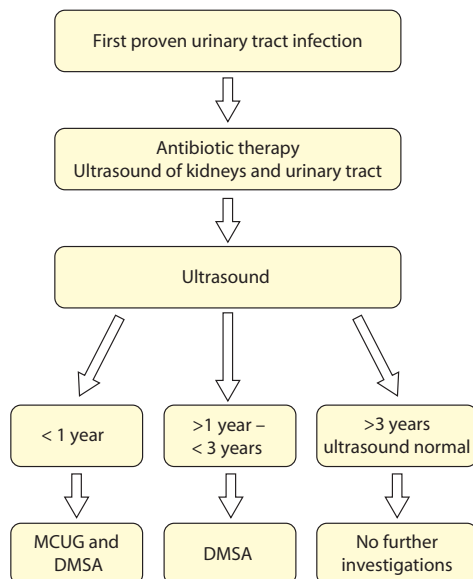 First proven urinary tract infection
Antibiotic therapy
Ultrasound of kidneys and urinary tract
Ultrasound
< 1 year
>1 year –
< 3 years
>3 years
ultrasound normal
MCUG and
DMSA
DMSA
No further
investigations